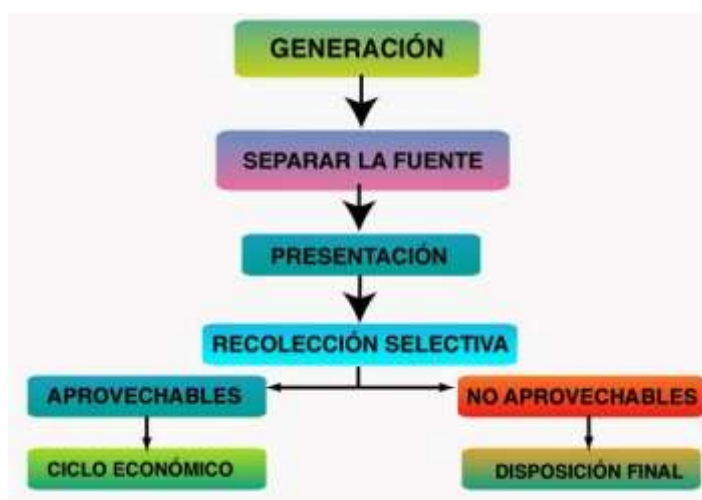 GENERACIÓN
SEPARAR LA FUENTE
PRESENTACIÓN
RECOLECCIÓN SELECTIVA
APROVECHABLES
NO APROVECHABLES
CICLO ECONÓMICO
DISPOSICIÓN FINAL